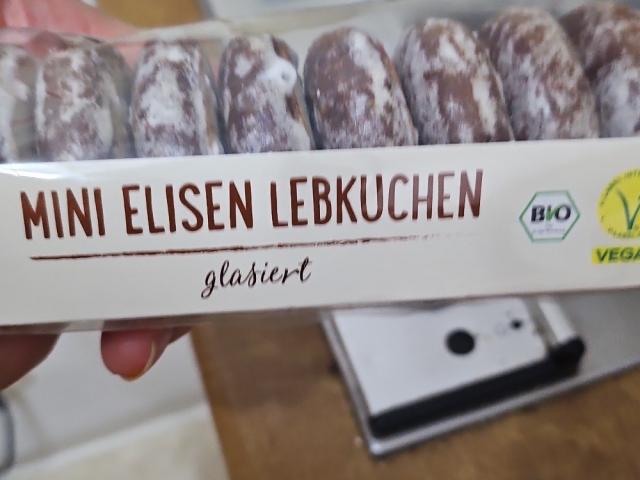 MINI ELISEN LEBKUCHEN
glasiert
BIO
V
VEGA